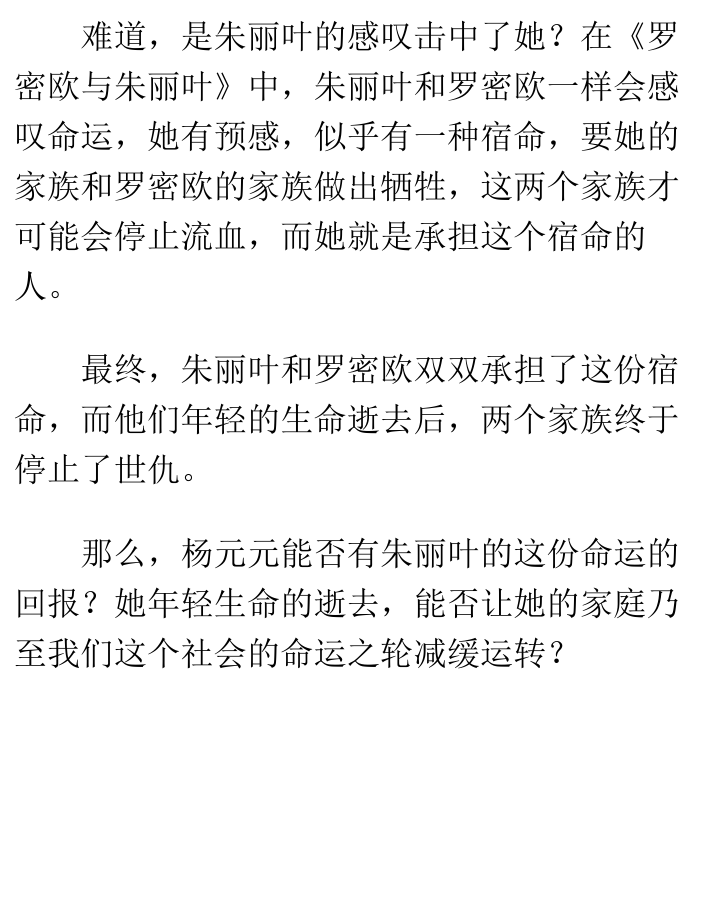 难道，是朱丽叶的感叹击中了她？在《罗
密欧与朱丽叶》中，朱丽叶和罗密欧一样会感
叹命运，她有预感，似乎有一种宿命，要她的
家族和罗密欧的家族做出牺牲，这两个家族才
可能会停止流血，而她就是承担这个宿命的
人。
最终，朱丽叶和罗密欧双双承担了这份宿
命，而他们年轻的生命逝去后，两个家族终于
停止了世仇。
那么，杨元元能否有朱丽叶的这份命运的
回报？她年轻生命的逝去，能否让她的家庭乃
至我们这个社会的命运之轮减缓运转？